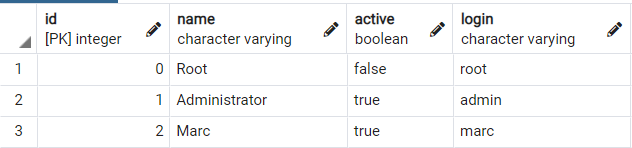 id name active login
[PK] integer character varying boolean character varying
1 0 Root false root
2 1 Administrator true admin
3 2 Marc true marc